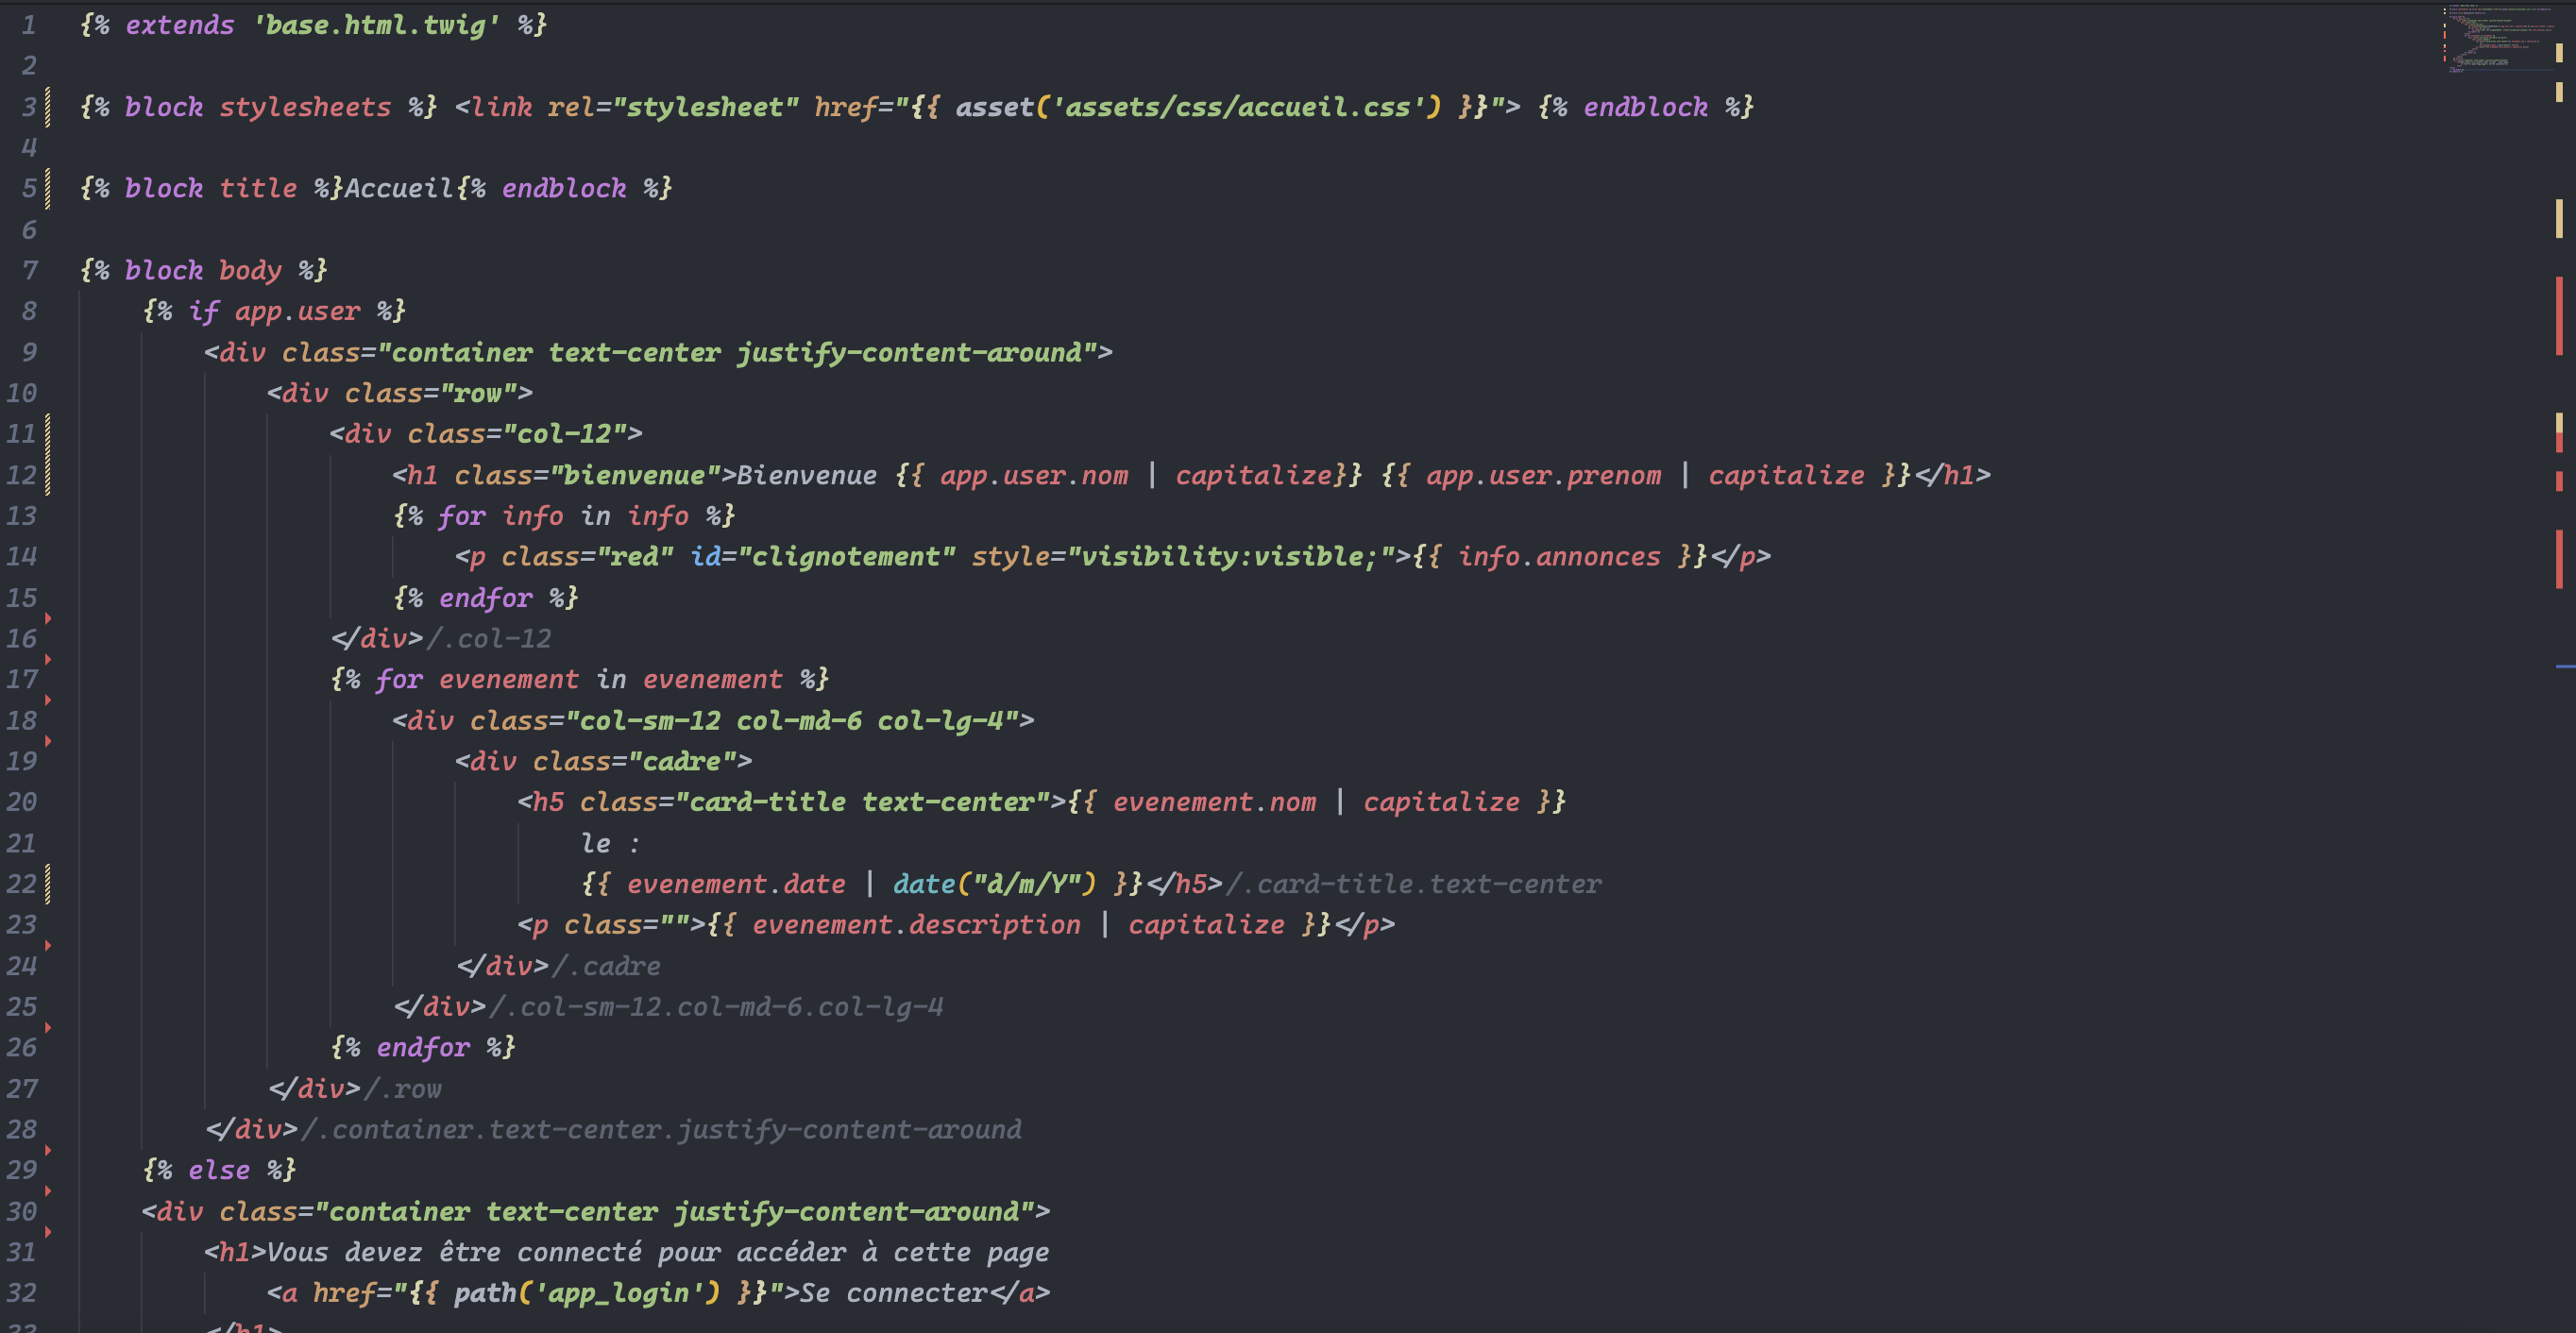 1 {% extends 'base.html.twig' %}
2
3 {% block stylesheets %} <link rel="stylesheet" href="{{ asset('assets/css/accueil.css') }}"> {% endblock %}
4
5 {% block title %}Accueil{% endblock %}
6
7 {% block body %}
8 {% if app.user %}
9 <div class="container text-center justify-content-around">
10 <div class="row">
11 <div class="col-12">
12 <h1 class="bienvenue">Bienvenue {{ app.user.nom | capitalize}} {{ app.user.prenom | capitalize }}</h1>
13 {% for info in info %}
14 <p class="red" id="clignotement" style="visibility:visible;">{{ info.annonces }}</p>
15 {% endfor %}
16 </div>/.col-12
17 {% for evenement in evenement %}
18 <div class="col-sm-12 col-md-6 col-lg-4">
19 <div class="cadre">
20 <h5 class="card-title text-center">{{ evenement.nom | capitalize }}
21 le :
22 {{ evenement.date | date("d/m/Y") }}</h5>/.card-title.text-center
23 <p class="">{{ evenement.description | capitalize }}</p>
24 </div>/.cadre
25 </div>/.col-sm-12.col-md-6.col-lg-4
26 {% endfor %}
27 </div>/.row
28 </div>/.container.text-center.justify-content-around
29 {% else %}
30 <div class="container text-center justify-content-around">
31 <h1>Vous devez être connecté pour accéder à cette page
32 <a href="{{ path('app_login') }}">Se connecter</a>
33 </h1>